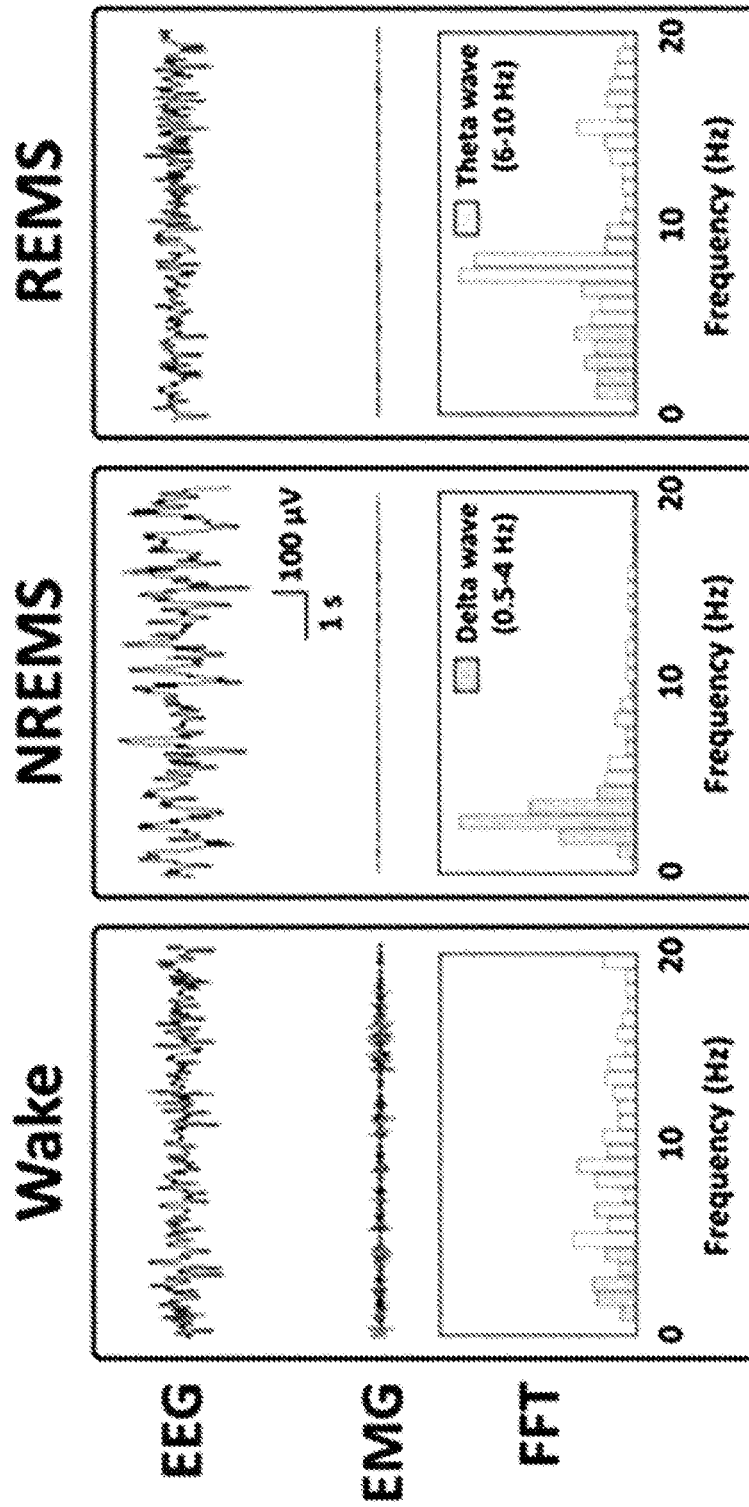 Wake
NREMS
REMS
EEG
100 µV
1 s
EMG
FFT
Delta wave
(0.5-4 Hz)
Theta wave
(6-10 Hz)
0 10 20
0 10 20
0 10 20
Frequency (Hz)
Frequency (Hz)
Frequency (Hz)